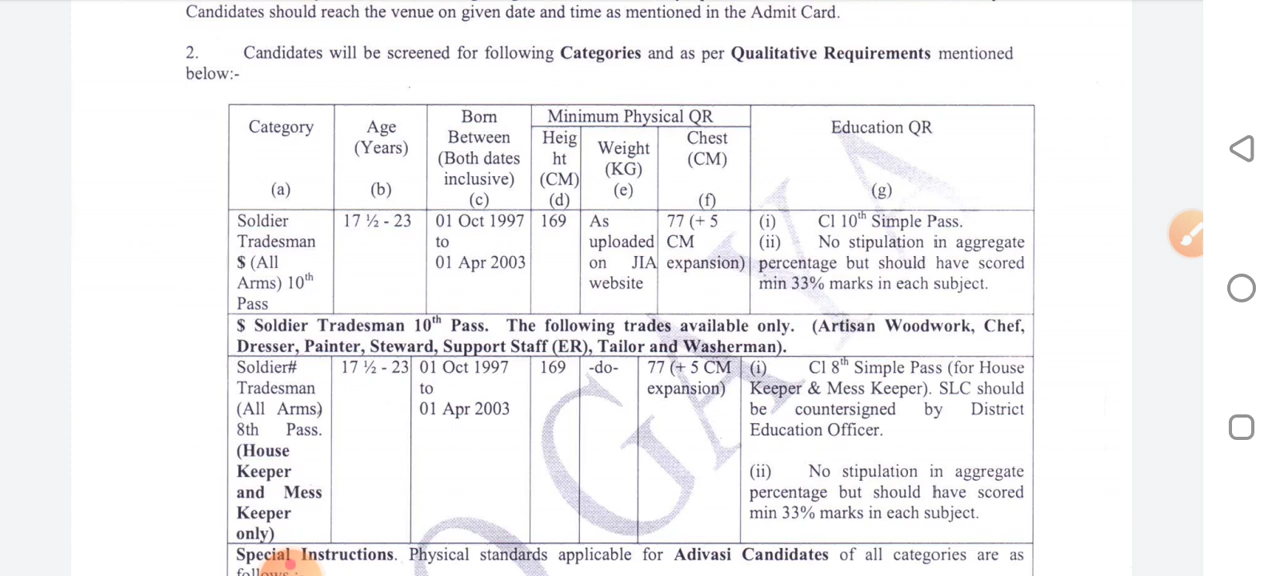 Candidates should reach the venue on given date and time as mentioned in the Admit Card.
2. Candidates will be screened for following Categories and as per Qualitative Requirements mentioned
below:-
Category
(a)
Age
(Years)
(b)
Born
Between
(Both dates
inclusive)
(c)
Minimum Physical QR
Heig
ht
(CM)
(d)
Weight
(KG)
(e)
Chest
(CM)
(f)
Education QR
(g)
Soldier
Tradesman
$ (All
Arms) 10th
Pass
17 ½ - 23
01 Oct 1997
to
01 Apr 2003
169
As
uploaded
on JIA
website
77 (+ 5
CM
expansion)
(i) Cl 10th Simple Pass.
(ii) No stipulation in aggregate
percentage but should have scored
min 33% marks in each subject.
$ Soldier Tradesman 10th Pass. The following trades available only. (Artisan Woodwork, Chef,
Dresser, Painter, Steward, Support Staff (ER), Tailor and Washerman).
Soldier#
Tradesman
(All Arms)
8th Pass.
(House
Keeper
and Mess
Keeper
only)
17 ½ - 23
01 Oct 1997
to
01 Apr 2003
169
-do-
77 (+ 5 CM
expansion)
(i) Cl 8th Simple Pass (for House
Keeper & Mess Keeper). SLC should
be countersigned by District
Education Officer.
(ii) No stipulation in aggregate
percentage but should have scored
min 33% marks in each subject.
Special Instructions. Physical standards applicable for Adivasi Candidates of all categories are as
GAYA